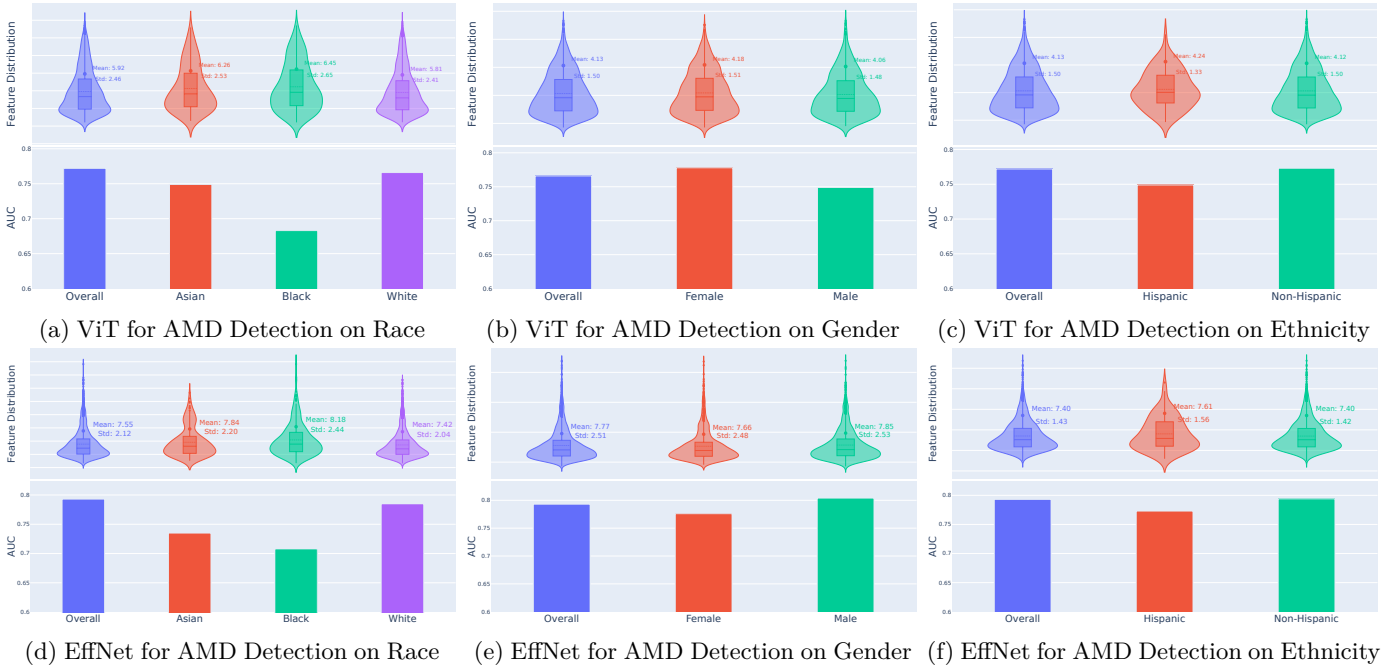 Feature Distribution
Mean: 5.92
Std: 2.46
Mean: 6.26
Std: 2.53
Mean: 6.45
Std: 2.65
Mean: 5.81
Std: 2.41
AUC
0.8
0.75
0.7
0.65
0.6
Overall Asian Black White
(a) ViT for AMD Detection on Race
Feature Distribution
Mean: 4.13
Std: 1.50
Mean: 4.18
Std: 1.51
Mean: 4.06
Std: 1.48
AUC
0.8
0.75
0.7
0.65
0.6
Overall Female Male
(b) ViT for AMD Detection on Gender
Feature Distribution
Mean: 4.13
Std: 1.50
Mean: 4.24
Std: 1.33
Mean: 4.12
Std: 1.50
AUC
0.8
0.75
0.7
0.65
0.6
Overall Hispanic Non-Hispanic
(c) ViT for AMD Detection on Ethnicity
Feature Distribution
Mean: 7.55
Std: 2.12
Mean: 7.84
Std: 2.20
Mean: 8.18
Std: 2.44
Mean: 7.42
Std: 2.04
AUC
0.8
0.75
0.7
0.65
0.6
Overall Asian Black White
(d) EffNet for AMD Detection on Race
Feature Distribution
Mean: 7.77
Std: 2.51
Mean: 7.66
Std: 2.48
Mean: 7.85
Std: 2.53
AUC
0.8
0.75
0.7
0.65
0.6
Overall Female Male
(e) EffNet for AMD Detection on Gender
Feature Distribution
Mean: 7.40
Std: 1.43
Mean: 7.61
Std: 1.56
Mean: 7.40
Std: 1.42
AUC
0.8
0.75
0.7
0.65
0.6
Overall Hispanic Non-Hispanic
(f) EffNet for AMD Detection on Ethnicity